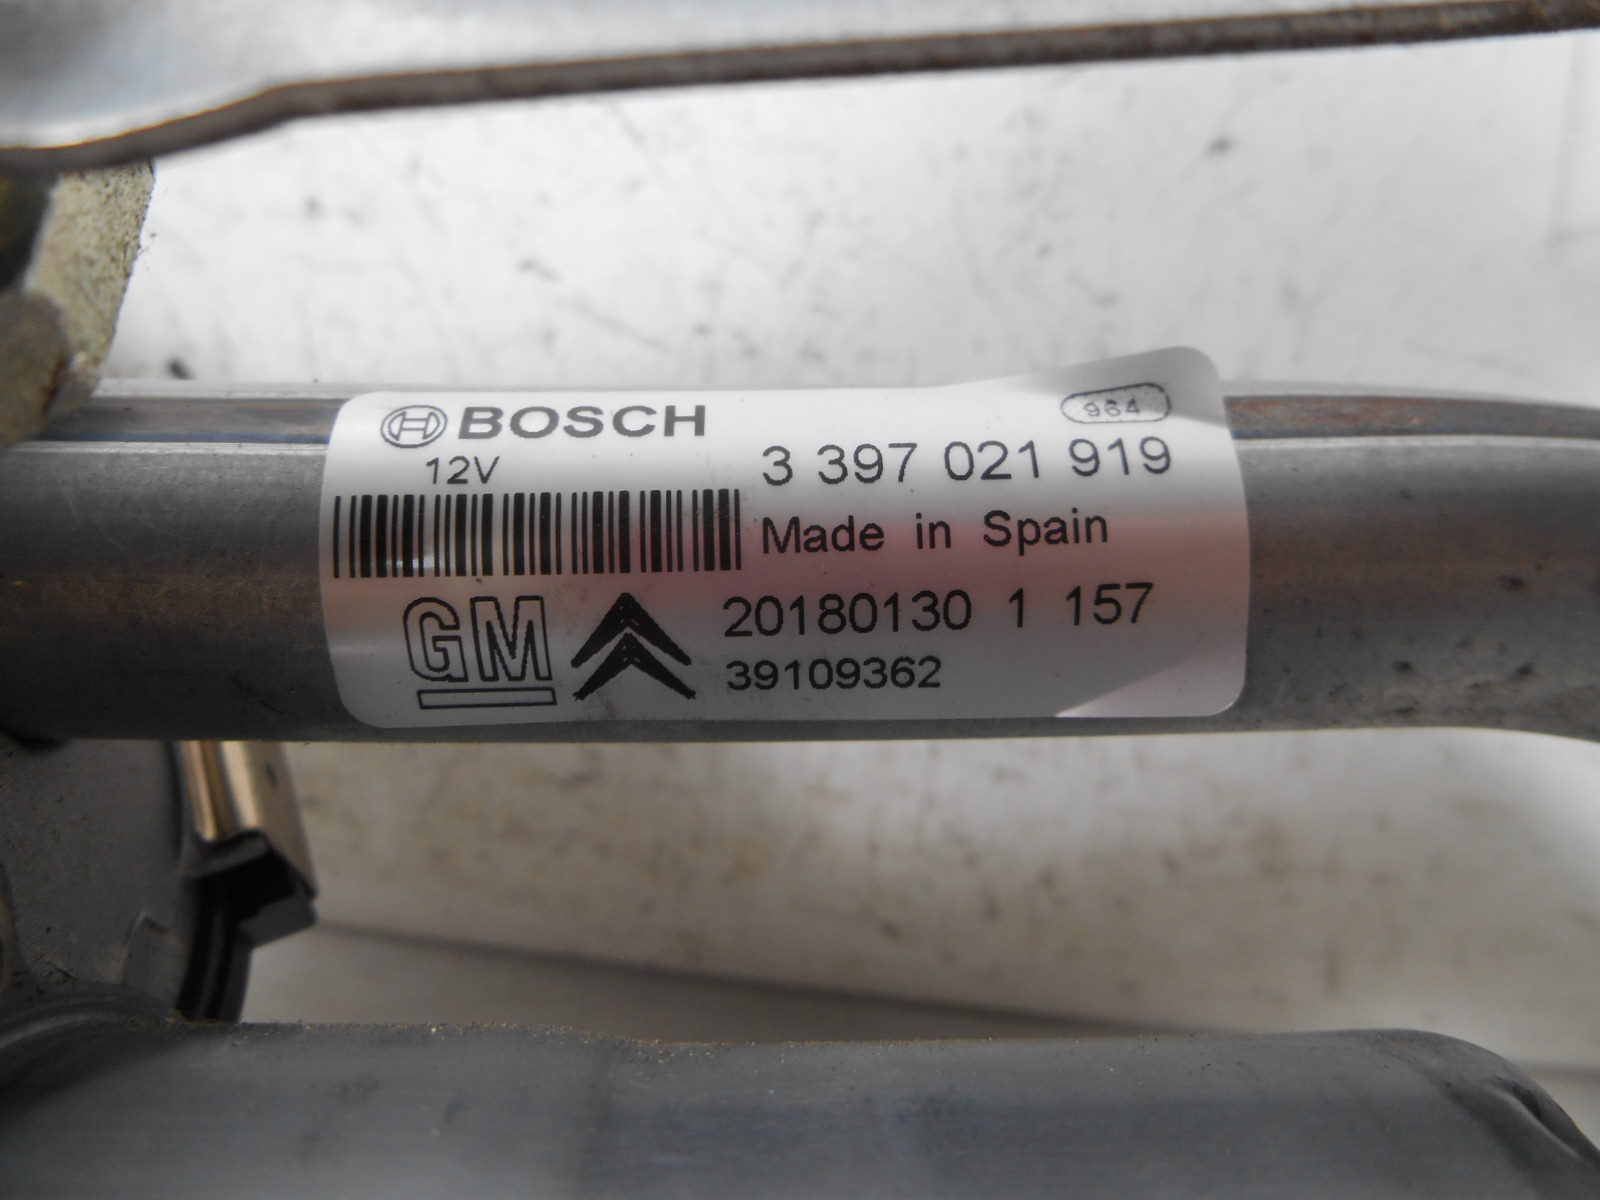 BOSCH
964
12V
3 397 021 919
Made in Spain
GM
20180130 1 157
39109362